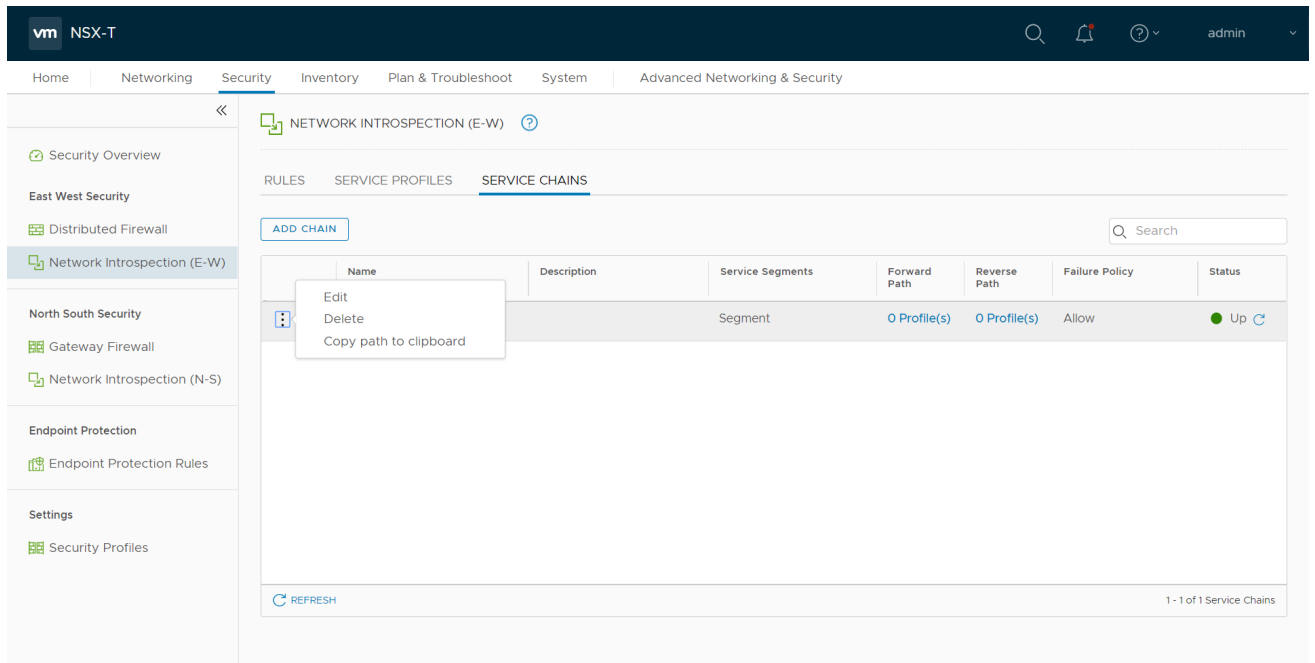 vm NSX-T
admin
Home Networking Security Inventory Plan & Troubleshoot System Advanced Networking & Security
Security Overview
East West Security
Distributed Firewall
Network Introspection (E-W)
North South Security
Gateway Firewall
Network Introspection (N-S)
Endpoint Protection
Endpoint Protection Rules
Settings
Security Profiles
NETWORK INTROSPECTION (E-W) ?
RULES SERVICE PROFILES SERVICE CHAINS
ADD CHAIN
Search
Name Description Service Segments Forward Path Reverse Path Failure Policy Status
Edit
Delete
Copy path to clipboard
Segment 0 Profile(s) 0 Profile(s) Allow Up
REFRESH 1 - 1 of 1 Service Chains